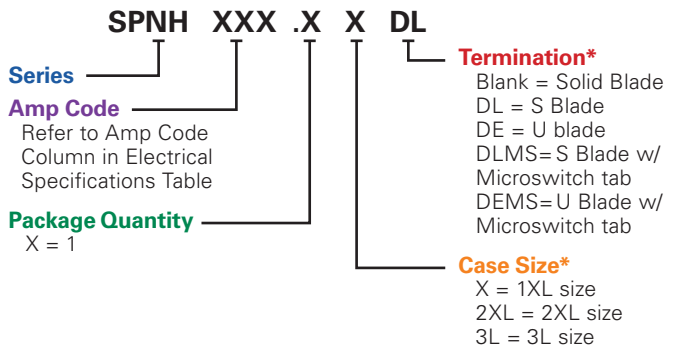 SPNH XXX .X X DL
Series
Amp Code
Refer to Amp Code
Column in Electrical
Specifications Table
Package Quantity
X = 1
Termination*
Blank = Solid Blade
DL = S Blade
DE = U blade
DLMS= S Blade w/
Microswitch tab
DEMS= U Blade w/
Microswitch tab
Case Size*
X = 1XL size
2XL = 2XL size
3L = 3L size